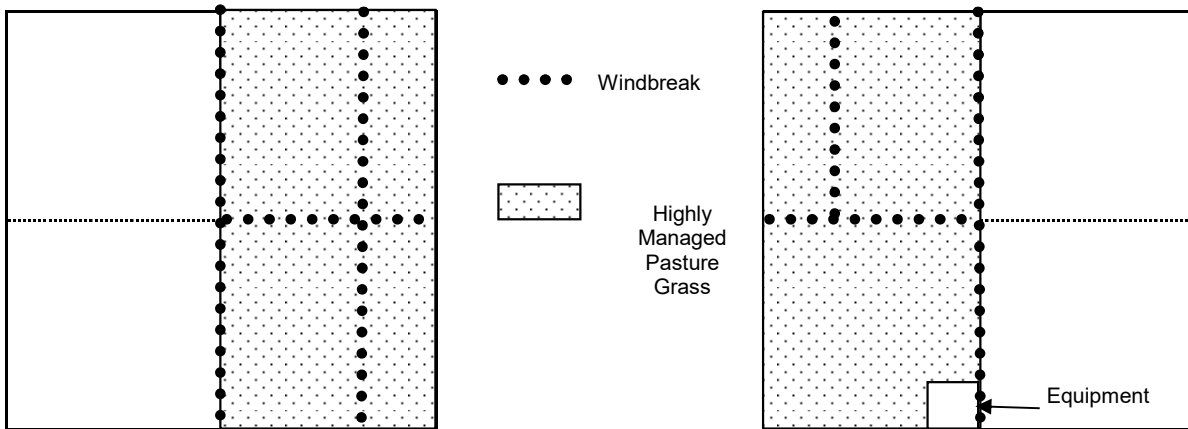 Windbreak
Highly
Managed
Pasture
Grass
Equipment